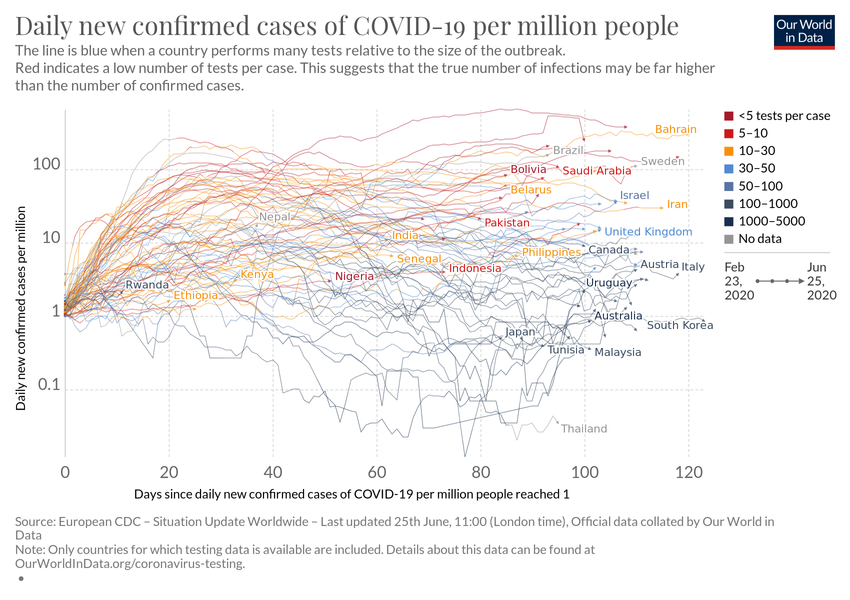 Daily new confirmed cases of COVID-19 per million people
Our World
in Data
The line is blue when a country performs many tests relative to the size of the outbreak.
Red indicates a low number of tests per case. This suggests that the true number of infections may be far higher
than the number of confirmed cases.
<5 tests per case
5–10
10–30
30–50
50–100
100–1000
1000–5000
No data
Feb
23,
2020
Jun
25,
2020
Daily new confirmed cases per million
100
10
1
0.1
Bahrain
Brazil
Sweden
Bolivia
Saudi Arabia
Belarus
Israel
Iran
Nepal
Pakistan
United Kingdom
India
Senegal
Philippines
Canada
Kenya
Nigeria
Indonesia
Austria
Italy
Rwanda
Uruguay
Ethiopia
Australia
South Korea
Japan
Tunisia
Malaysia
Thailand
0
20
40
60
80
100
120
Days since daily new confirmed cases of COVID-19 per million people reached 1
Source: European CDC – Situation Update Worldwide – Last updated 25th June, 11:00 (London time), Official data collated by Our World in
Data
Note: Only countries for which testing data is available are included. Details about this data can be found at
OurWorldInData.org/coronavirus-testing.